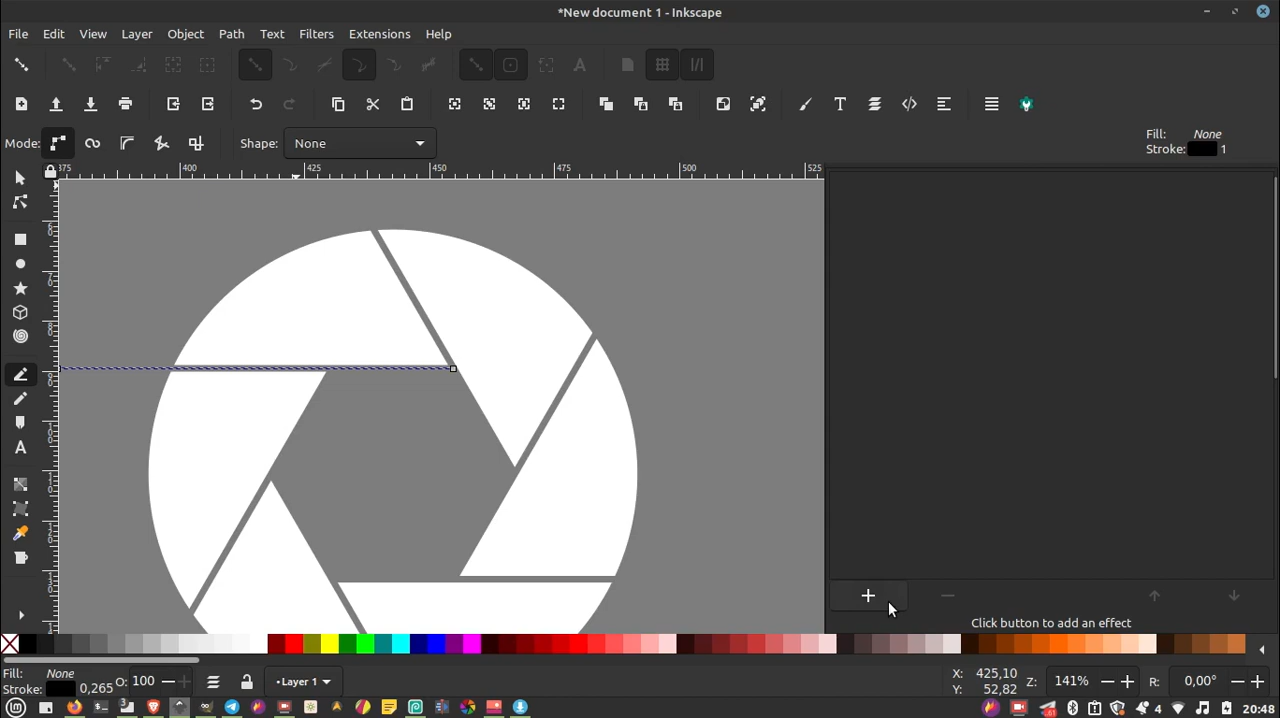 *New document 1 - Inkscape
File Edit View Layer Object Path Text Filters Extensions Help
Mode: Shape: None
Fill: None
Stroke: 1
375 400 425 450 475 500 525
Click button to add an effect
Fill: None
Stroke: 0,265 O: 100
•Layer 1
X: 425,10
Y: 52,82
Z: 141%
R: 0,00°
20:48